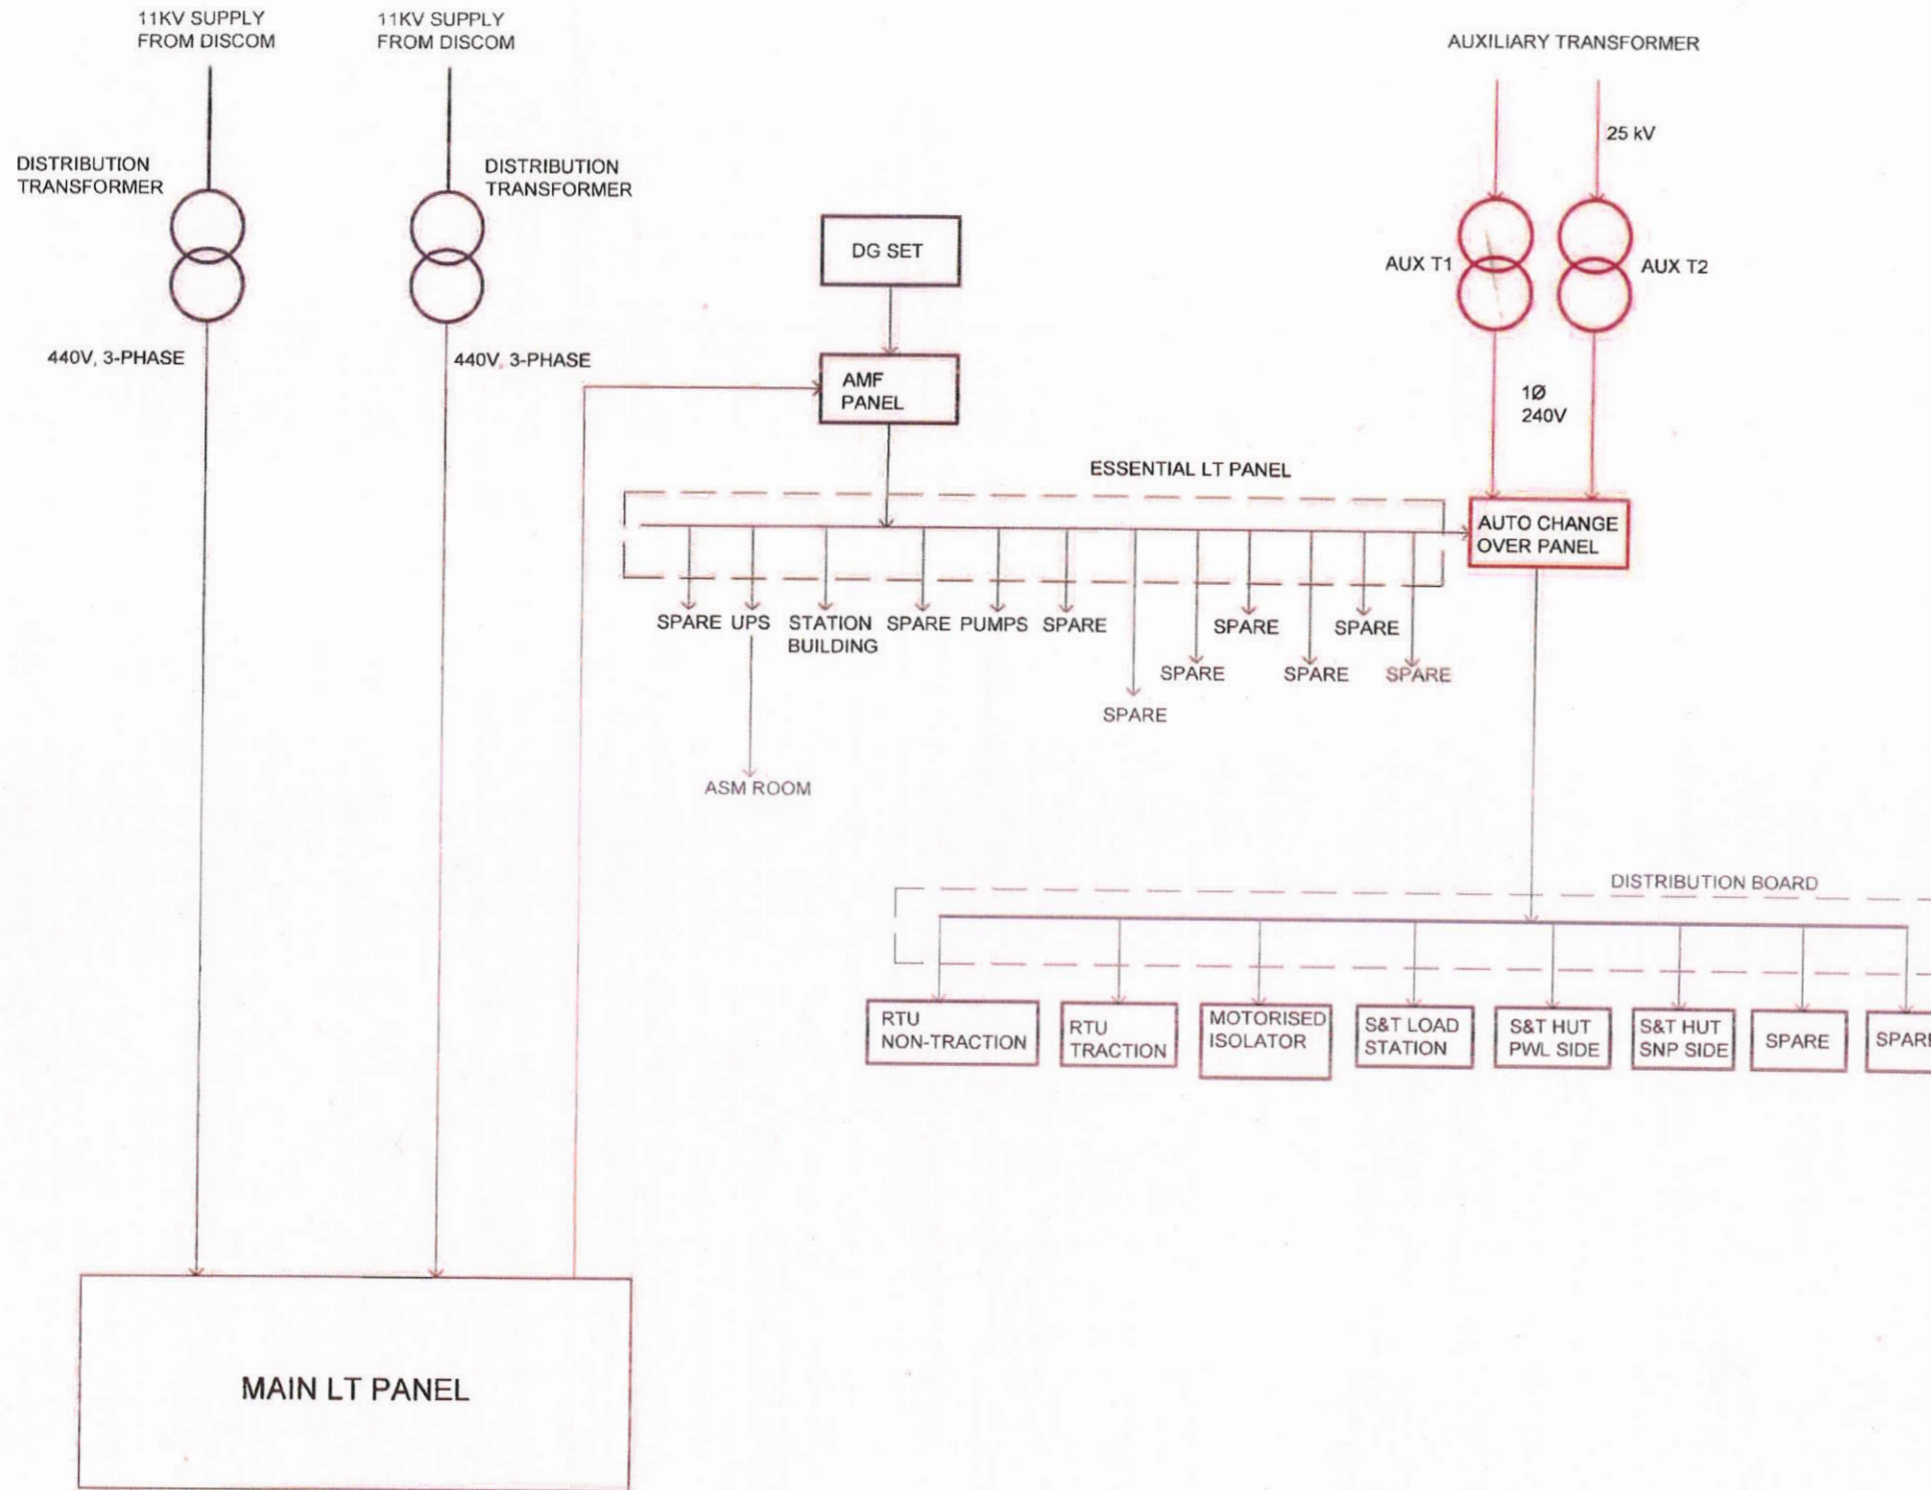 11KV SUPPLY
FROM DISCOM
11KV SUPPLY
FROM DISCOM
AUXILIARY TRANSFORMER
25 kV
DISTRIBUTION
TRANSFORMER
DISTRIBUTION
TRANSFORMER
DG SET
AUX T1
AUX T2
440V, 3-PHASE
440V, 3-PHASE
AMF
PANEL
1Ø
240V
ESSENTIAL LT PANEL
AUTO CHANGE
OVER PANEL
SPARE
UPS
STATION
BUILDING
SPARE
PUMPS
SPARE
SPARE
SPARE
SPARE
SPARE
SPARE
SPARE
ASM ROOM
DISTRIBUTION BOARD
RTU
NON-TRACTION
RTU
TRACTION
MOTORISED
ISOLATOR
S&T LOAD
STATION
S&T HUT
PWL SIDE
S&T HUT
SNP SIDE
SPARE
SPARE
MAIN LT PANEL